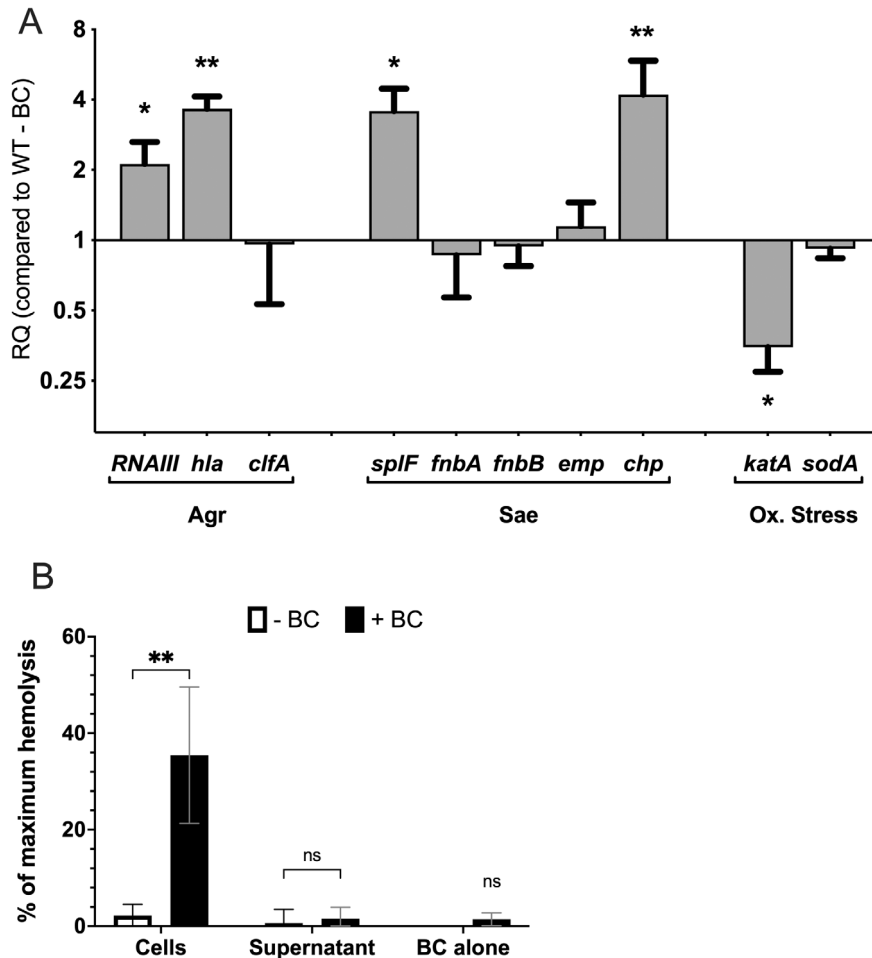 A
RQ (compared to WT - BC)
8
4
2
1
0.5
0.25
* ** * ** *
RNAIII hla clfA splF fnbA fnbB emp chp katA sodA
Agr Sae Ox. Stress
B
- BC + BC
% of maximum hemolysis
60
40
20
0
** ns ns
Cells Supernatant BC alone